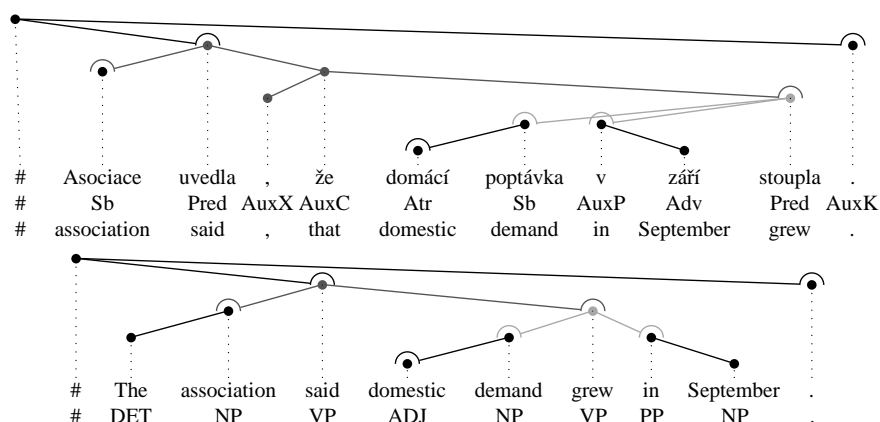 # Asociace uvedla , že domácí poptávka v září stoupla .
# Sb Pred AuxX AuxC Atr Sb AuxP Adv Pred AuxK
# association said , that domestic demand in September grew .
# The association said domestic demand grew in September .
# DET NP VP ADJ NP VP PP NP .